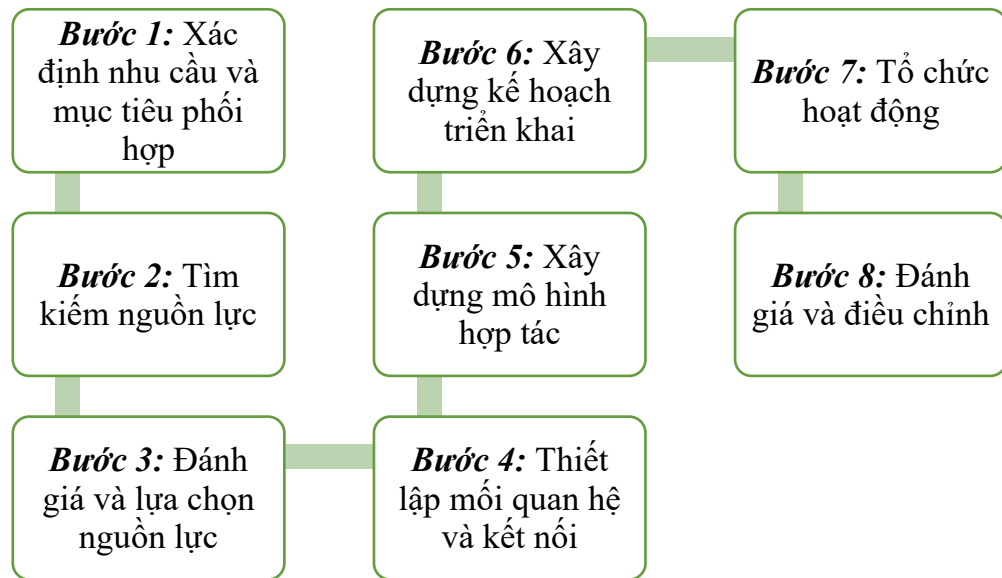 Bước 1: Xác
định nhu cầu và
mục tiêu phối
hợp
Bước 2: Tìm
kiếm nguồn lực
Bước 3: Đánh
giá và lựa chọn
nguồn lực
Bước 4: Thiết
lập mối quan hệ
và kết nối
Bước 5: Xây
dựng mô hình
hợp tác
Bước 6: Xây
dựng kế hoạch
triển khai
Bước 7: Tổ chức
hoạt động
Bước 8: Đánh
giá và điều chỉnh